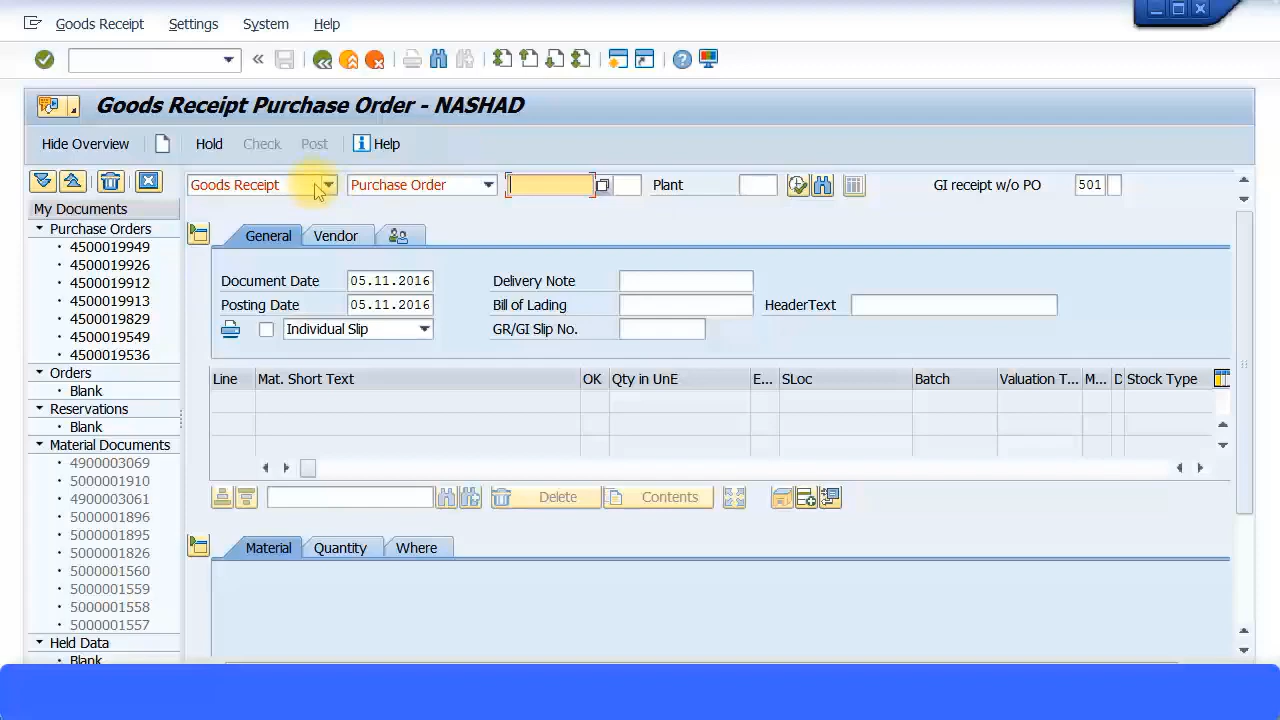 Goods Receipt Settings System Help
Goods Receipt Purchase Order - NASHAD
Hide Overview Hold Check Post Help
Goods Receipt Purchase Order Plant GI receipt w/o PO 501
My Documents
Purchase Orders
4500019949
4500019926
4500019912
4500019913
4500019829
4500019549
4500019536
Orders
Blank
Reservations
Blank
Material Documents
4900003069
5000001910
4900003061
5000001896
5000001895
5000001826
5000001560
5000001559
5000001558
5000001557
Held Data
Blank
General Vendor
Document Date 05.11.2016 Delivery Note
Posting Date 05.11.2016 Bill of Lading HeaderText
Individual Slip GR/GI Slip No.
Line Mat. Short Text OK Qty in UnE E... SLoc Batch Valuation T... M... D Stock Type
Delete Contents
Material Quantity Where